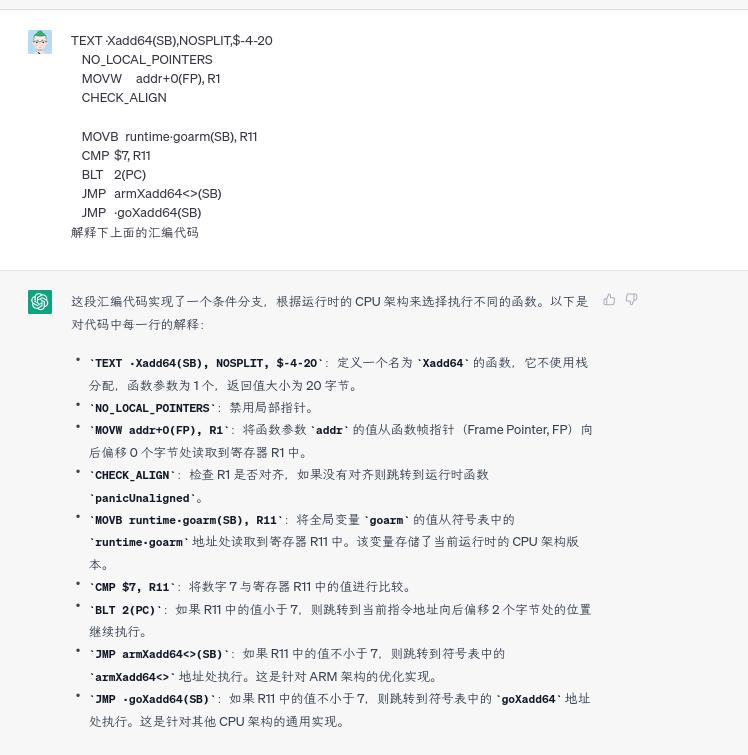 TEXT ·Xadd64(SB),NOSPLIT,$-4-20
NO_LOCAL_POINTERS
MOVW addr+0(FP), R1
CHECK_ALIGN
MOVB runtime·goarm(SB), R11
CMP $7, R11
BLT 2(PC)
JMP armXadd64<>(SB)
JMP ·goXadd64(SB)
解释下上面的汇编代码
这段汇编代码实现了一个条件分支，根据运行时的 CPU 架构来选择执行不同的函数。以下是
对代码中每一行的解释：
• `TEXT ·Xadd64(SB), NOSPLIT, $-4-20`：定义一个名为 `Xadd64` 的函数，它不使用栈
分配，函数参数为 1 个，返回值大小为 20 字节。
• `NO_LOCAL_POINTERS`：禁用局部指针。
• `MOVW addr+0(FP), R1`：将函数参数 `addr` 的值从函数帧指针（Frame Pointer, FP）向
后偏移 0 个字节处读取到寄存器 R1 中。
• `CHECK_ALIGN`：检查 R1 是否对齐，如果没有对齐则跳转到运行时函数
`panicUnaligned`。
• `MOVB runtime·goarm(SB), R11`：将全局变量 `goarm` 的值从符号表中的
`runtime·goarm` 地址处读取到寄存器 R11 中。该变量存储了当前运行时的 CPU 架构版
本。
• `CMP $7, R11`：将数字 7 与寄存器 R11 中的值进行比较。
• `BLT 2(PC)`：如果 R11 中的值小于 7，则跳转到当前指令地址向后偏移 2 个字节处的位置
继续执行。
• `JMP armXadd64<>(SB)`：如果 R11 中的值不小于 7，则跳转到符号表中的
`armXadd64<>` 地址处执行。这是针对 ARM 架构的优化实现。
• `JMP ·goXadd64(SB)`：如果 R11 中的值不小于 7，则跳转到符号表中的 `goXadd64` 地址
处执行。这是针对其他 CPU 架构的通用实现。